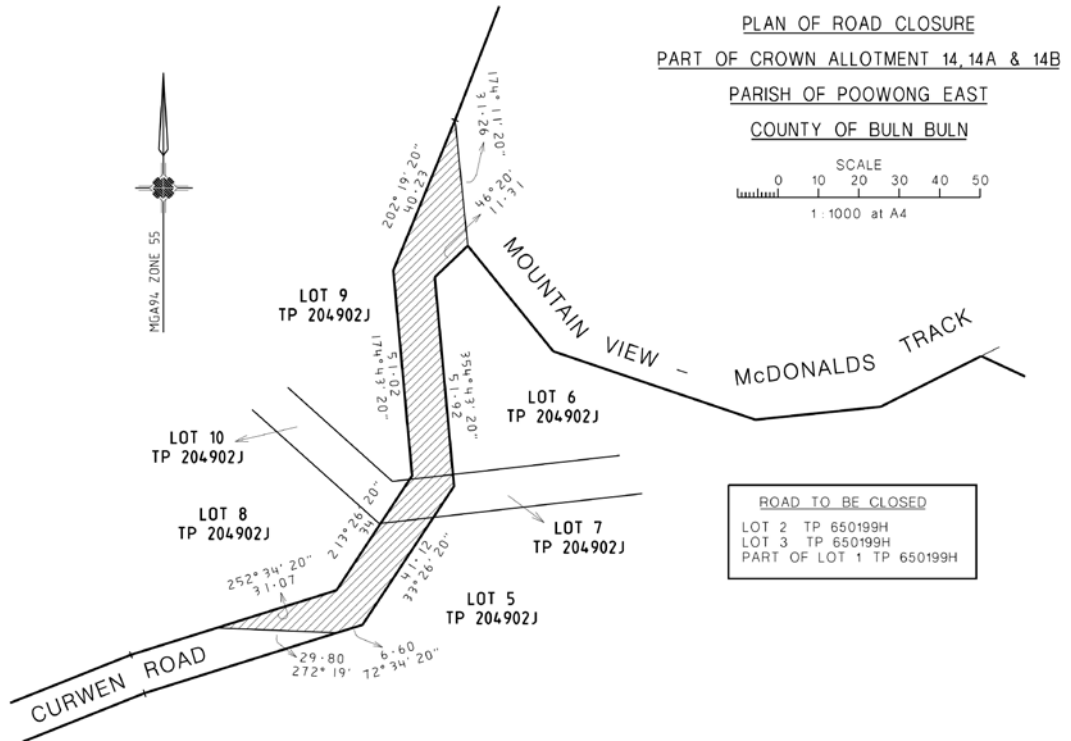 PLAN OF ROAD CLOSURE
PART OF CROWN ALLOTMENT 14, 14A & 14B
PARISH OF POOWONG EAST
COUNTY OF BULN BULN
SCALE
0 10 20 30 40 50
1:1000 at A4
MGA94 ZONE 55
174° 11' 20"
31·26
202° 19' 20"
40·23
46° 20'
11·31
MOUNTAIN VIEW - McDONALDS TRACK
LOT 9
TP 204902J
174° 43' 20"
51·02
354° 43' 20"
51·92
LOT 6
TP 204902J
LOT 10
TP 204902J
LOT 8
TP 204902J
213° 26' 20"
34
LOT 7
TP 204902J
41·12
33° 26' 20"
252° 34' 20"
31·07
LOT 5
TP 204902J
29·80
272° 19'
6·60
72° 34' 20"
CURWEN ROAD
ROAD TO BE CLOSED
LOT 2 TP 650199H
LOT 3 TP 650199H
PART OF LOT 1 TP 650199H